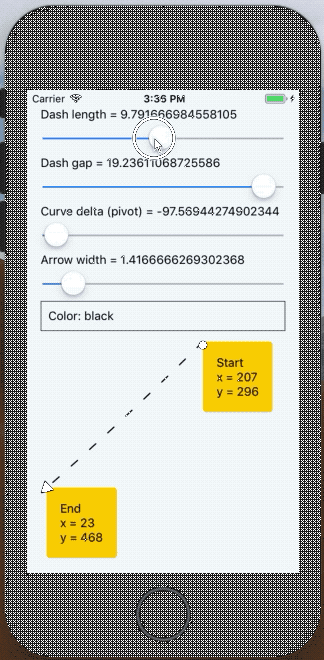 Carrier 3:35 PM
Dash length = 9.791666984558105
Dash gap = 19.23611068725586
Curve delta (pivot) = -97.56944274902344
Arrow width = 1.4166666269302368
Color: black
Start
x = 207
y = 296
End
x = 23
y = 468